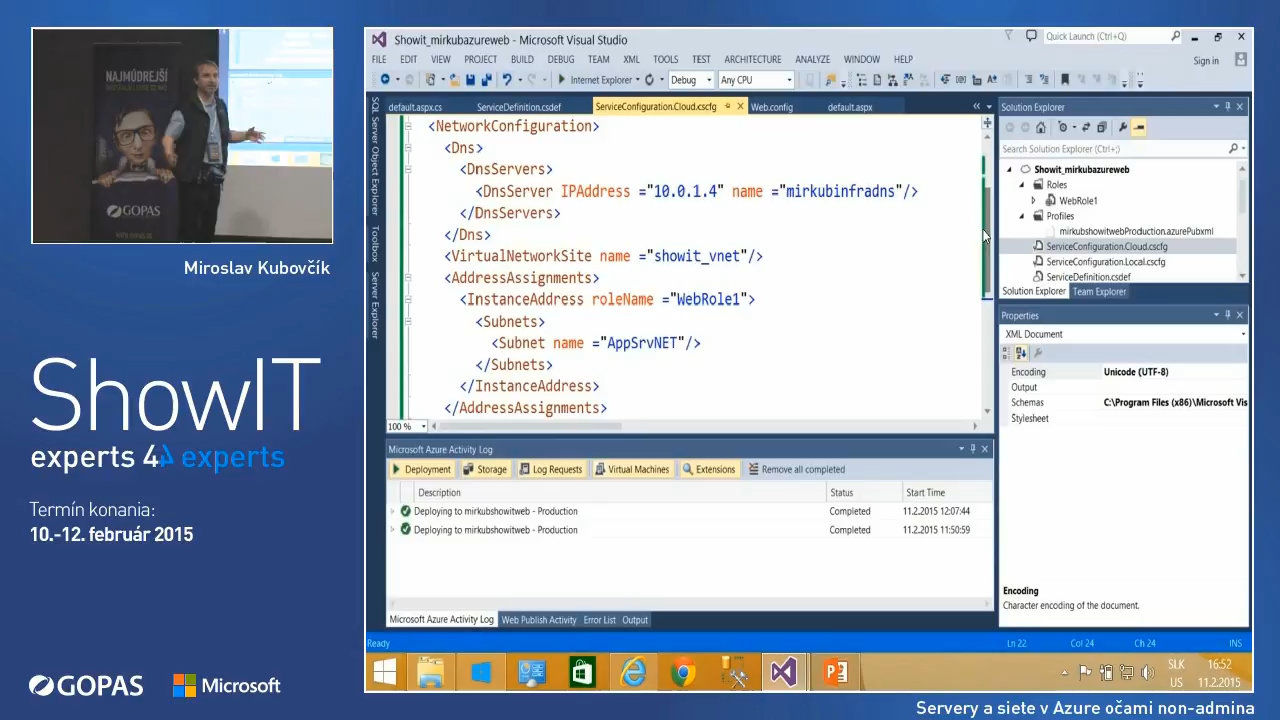 NAJMÚDREJŠÍ
GOPAS
Miroslav Kubovčík
ShowIT
experts 4 experts
Termín konania:
10.-12. február 2015
GOPAS
Microsoft
Showit_mirkubazureweb - Microsoft Visual Studio
Quick Launch (Ctrl+Q)
FILE EDIT VIEW PROJECT BUILD DEBUG TEAM XML TOOLS TEST ARCHITECTURE ANALYZE WINDOW HELP
Sign in
Internet Explorer Debug Any CPU
SQL Server Object Explorer
Toolbox
Server Explorer
default.aspx.cs ServiceDefinition.csdef ServiceConfiguration.Cloud.cscfg Web.config default.aspx
<NetworkConfiguration>
<Dns>
<DnsServers>
<DnsServer IPAddress ="10.0.1.4" name ="mirkubinfradns"/>
</DnsServers>
</Dns>
<VirtualNetworkSite name ="showit_vnet"/>
<AddressAssignments>
<InstanceAddress roleName ="WebRole1">
<Subnets>
<Subnet name ="AppSrvNET"/>
</Subnets>
</InstanceAddress>
</AddressAssignments>
100 %
Microsoft Azure Activity Log
Deployment Storage Log Requests Virtual Machines Extensions Remove all completed
Description Status Start Time
Deploying to mirkubshowitweb - Production Completed 11.2.2015 12:07:44
Deploying to mirkubshowitweb - Production Completed 11.2.2015 11:50:59
Microsoft Azure Activity Log Web Publish Activity Error List Output
Solution Explorer
Search Solution Explorer (Ctrl+;)
Showit_mirkubazureweb
Roles
WebRole1
Profiles
mirkubshowitwebProduction.azurePubxml
ServiceConfiguration.Cloud.cscfg
ServiceConfiguration.Local.cscfg
ServiceDefinition.csdef
Solution Explorer Team Explorer
Properties
XML Document
Encoding Unicode (UTF-8)
Output
Schemas C:\Program Files (x86)\Microsoft Vis
Stylesheet
Encoding
Character encoding of the document.
Ready Ln 22 Col 24 Ch 24 INS
SLK
US
16:52
11.2.2015
Servery a siete v Azure očami non-admina